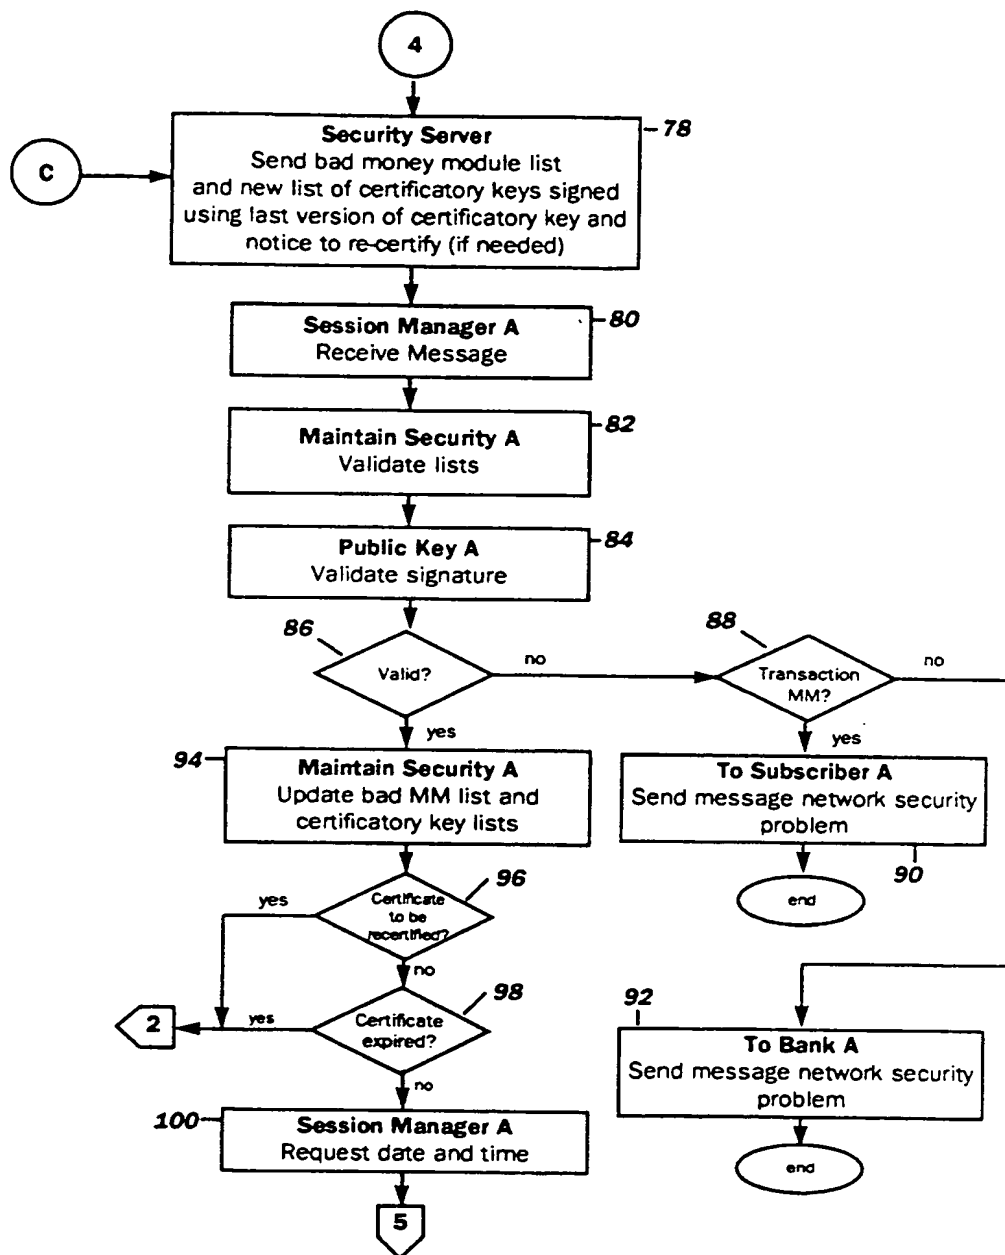 4
C
Security Server
Send bad money module list
and new list of certificatory keys signed
using last version of certificatory key and
notice to re-certify (if needed)
78
Session Manager A
Receive Message
80
Maintain Security A
Validate lists
82
Public Key A
Validate signature
84
86
Valid?
no
yes
88
Transaction
MM?
no
yes
94
Maintain Security A
Update bad MM list and
certificatory key lists
To Subscriber A
Send message network security
problem
90
end
96
Certificate
to be
recertified?
yes
no
98
Certificate
expired?
yes
2
no
92
To Bank A
Send message network security
problem
end
100
Session Manager A
Request date and time
5